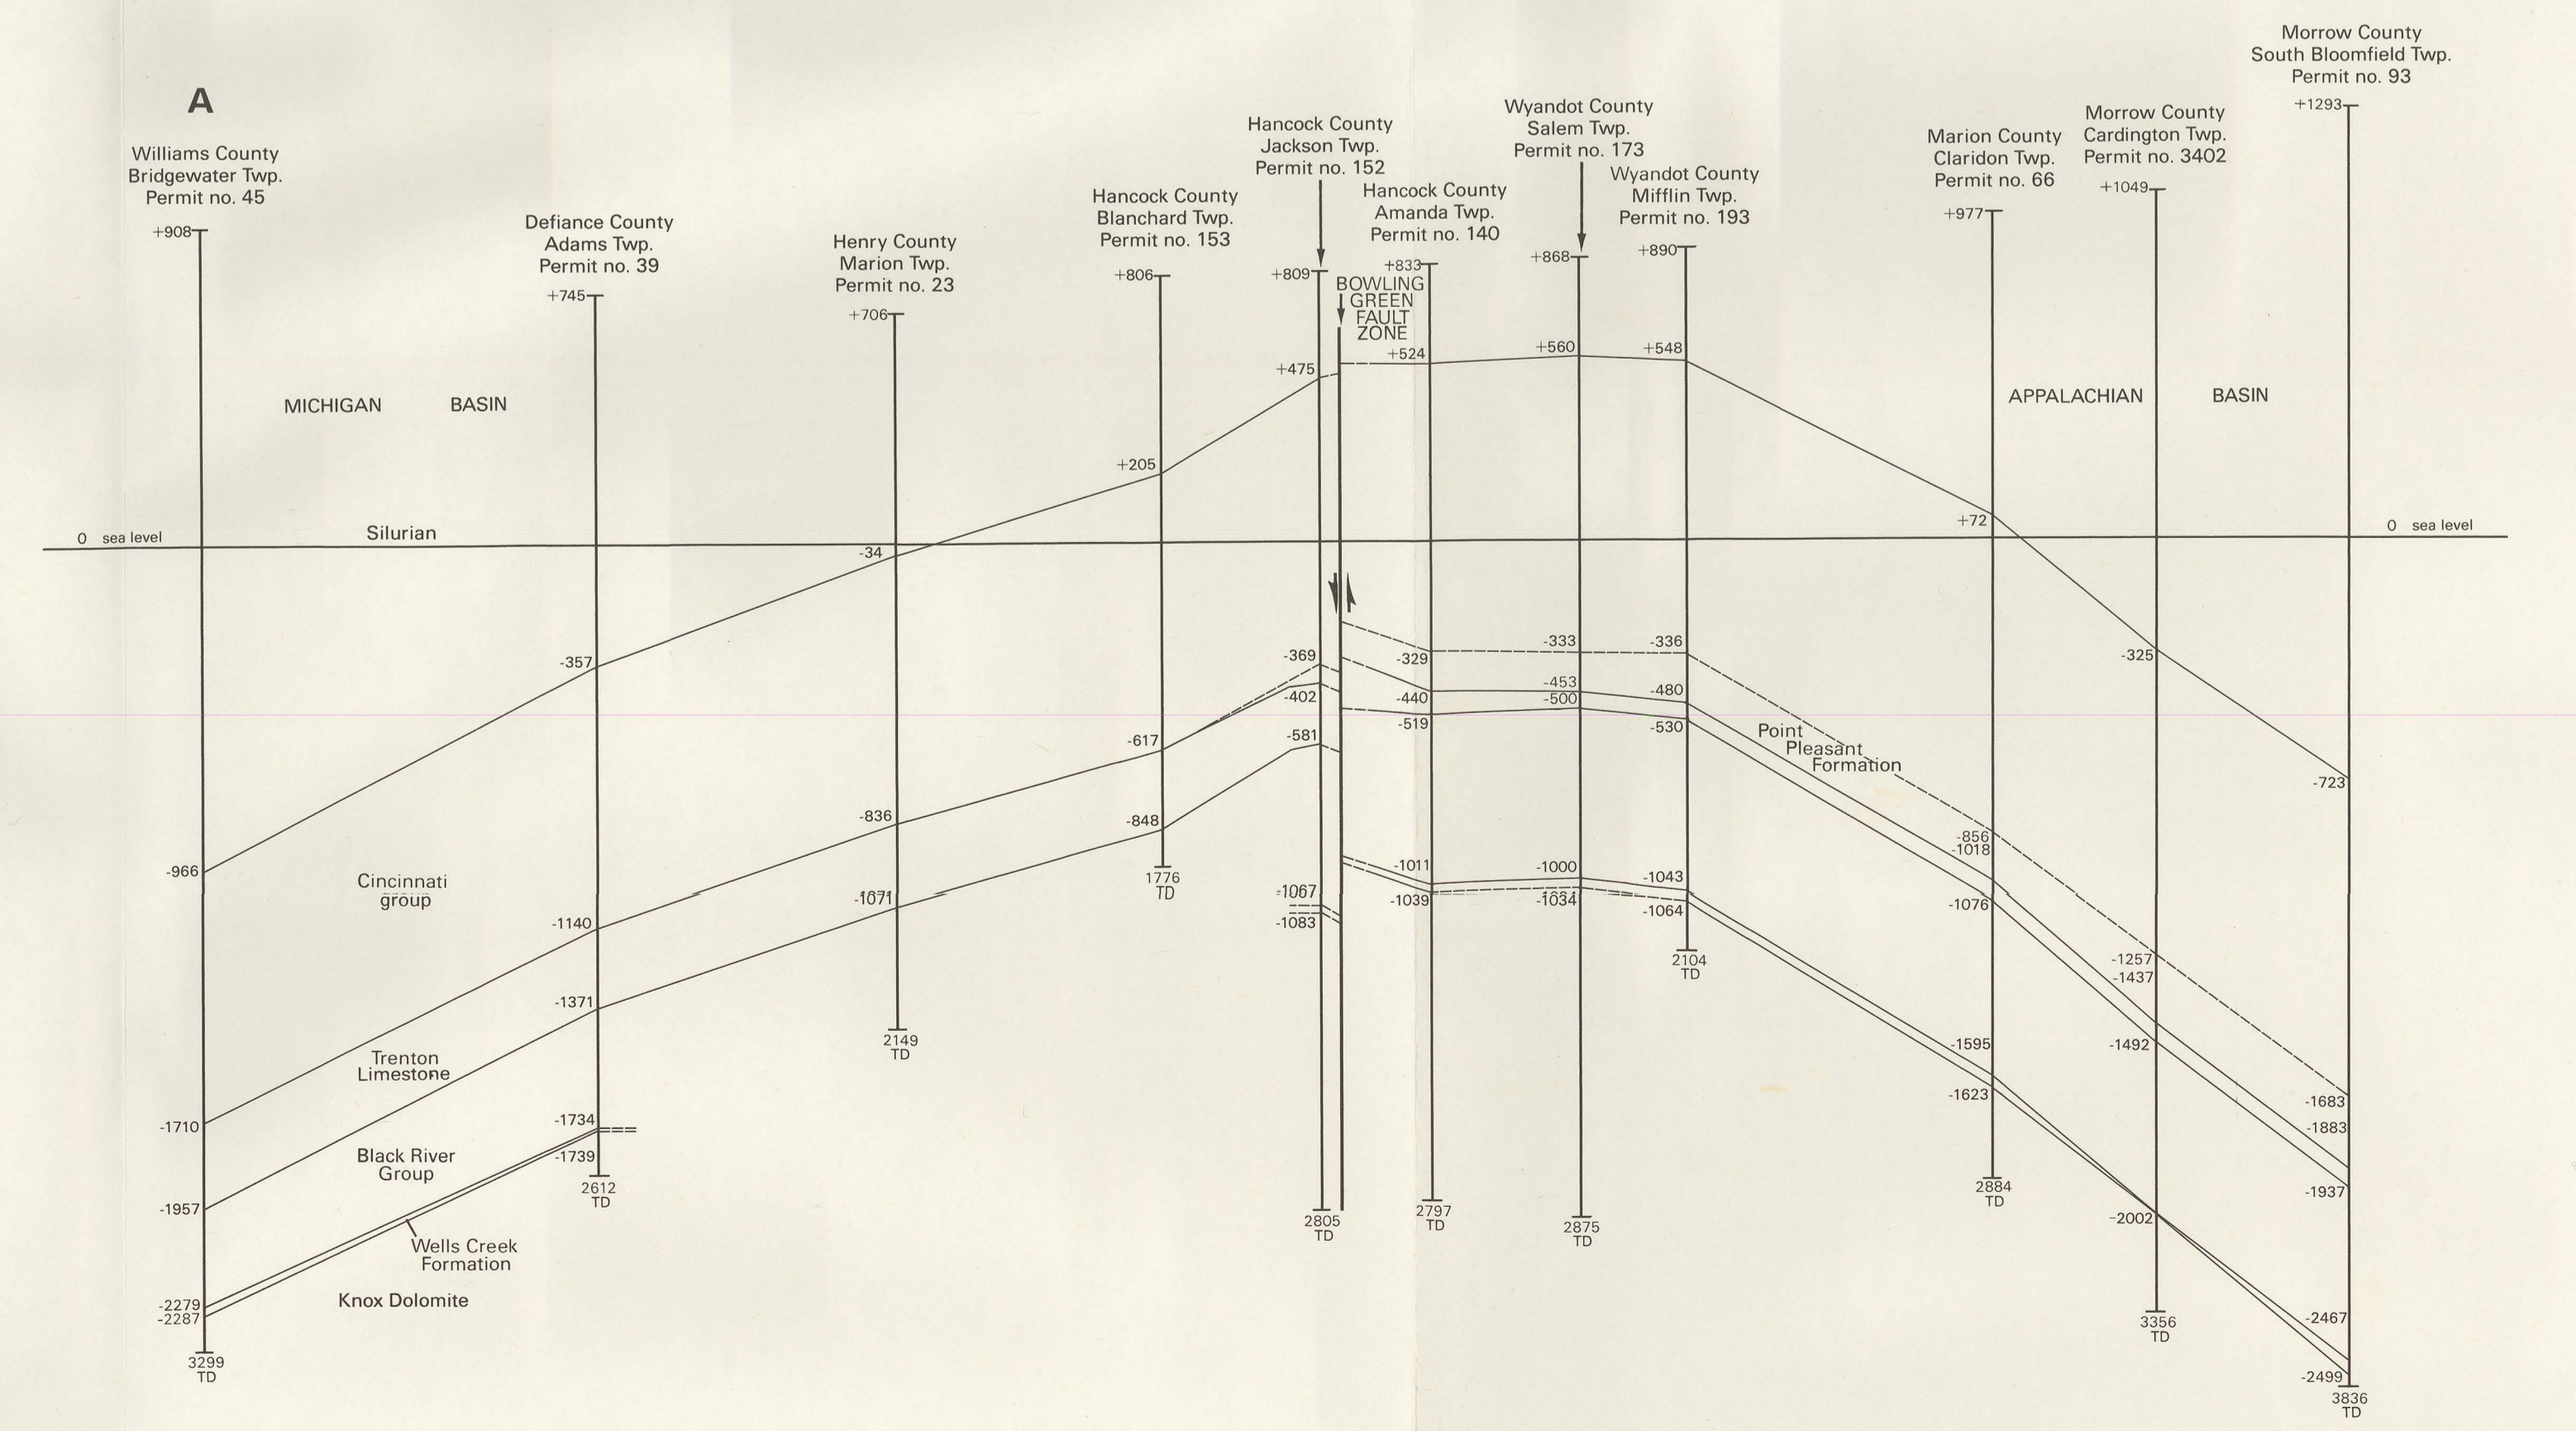 A
Williams County
Bridgewater Twp.
Permit no. 45
+908
-966
-1710
-1957
-2279
-2287
3299
TD
MICHIGAN BASIN
0 sea level
Silurian
Cincinnati
group
Trenton
Limestone
Black River
Group
Wells Creek
Formation
Knox Dolomite
Defiance County
Adams Twp.
Permit no. 39
+745
-357
-1140
-1371
-1734
-1739
2612
TD
Henry County
Marion Twp.
Permit no. 23
+706
-34
-836
-1071
2149
TD
Hancock County
Blanchard Twp.
Permit no. 153
+806
+205
-617
-848
1776
TD
Hancock County
Jackson Twp.
Permit no. 152
+809
+475
-369
-402
-581
-1067
-1083
2805
TD
BOWLING
GREEN
FAULT
ZONE
Hancock County
Amanda Twp.
Permit no. 140
+833
+524
-329
-440
-519
-1011
-1039
2797
TD
Wyandot County
Salem Twp.
Permit no. 173
+868
+560
-333
-453
-500
-1000
-1034
2875
TD
Wyandot County
Mifflin Twp.
Permit no. 193
+890
+548
-336
-480
-530
-1043
-1064
2104
TD
Point
Pleasant
Formation
Marion County
Claridon Twp.
Permit no. 66
+977
+72
-856
-1018
-1076
-1595
-1623
2884
TD
APPALACHIAN BASIN
Morrow County
Cardington Twp.
Permit no. 3402
+1049
-325
-1257
-1437
-1492
-2002
3356
TD
Morrow County
South Bloomfield Twp.
Permit no. 93
+1293
0 sea level
-723
-1683
-1883
-1937
-2467
-2499
3836
TD